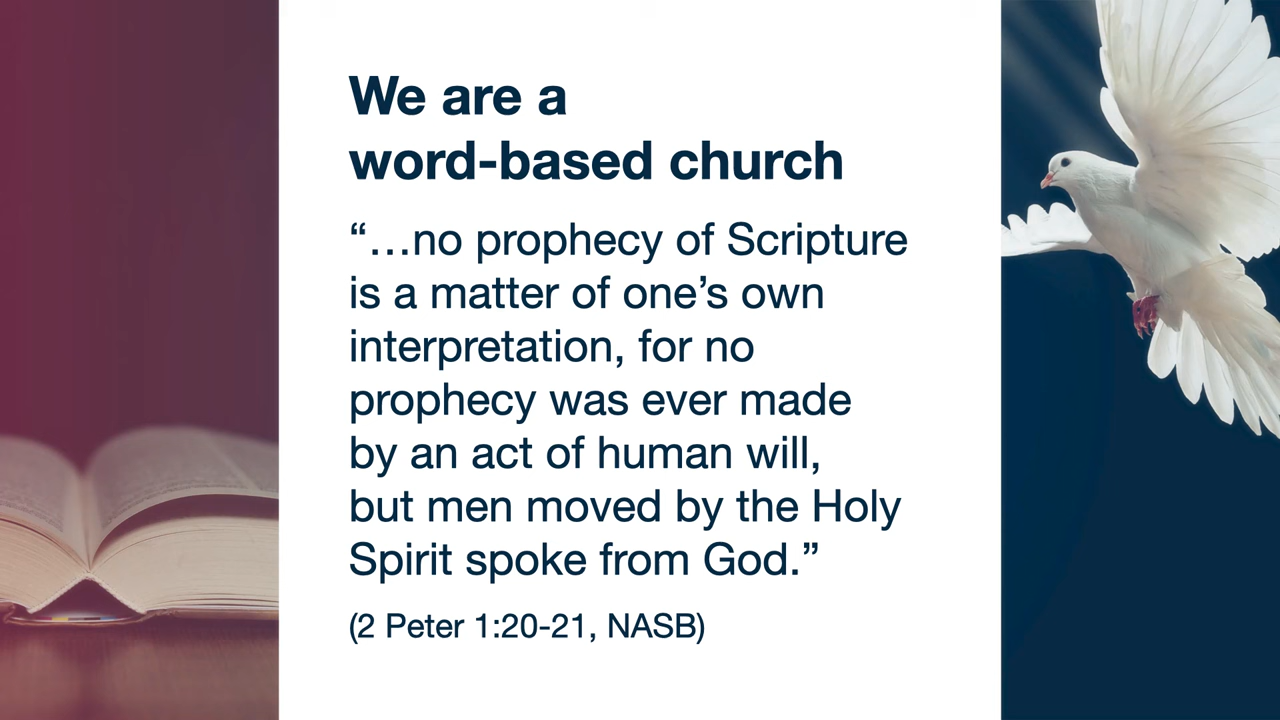 We are a
word-based church
“…no prophecy of Scripture
is a matter of one’s own
interpretation, for no
prophecy was ever made
by an act of human will,
but men moved by the Holy
Spirit spoke from God.”
(2 Peter 1:20-21, NASB)